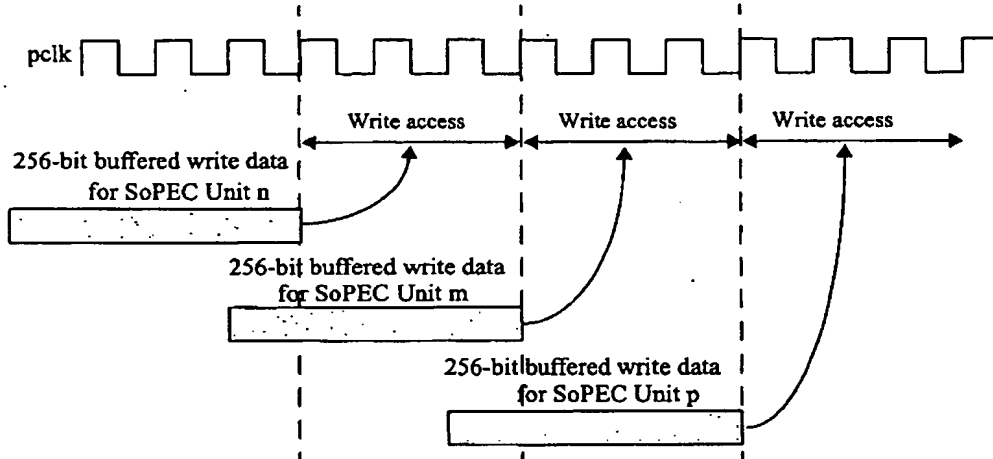 pclk
Write access
Write access
Write access
256-bit buffered write data
for SoPEC Unit n
256-bit buffered write data
for SoPEC Unit m
256-bit buffered write data
for SoPEC Unit p